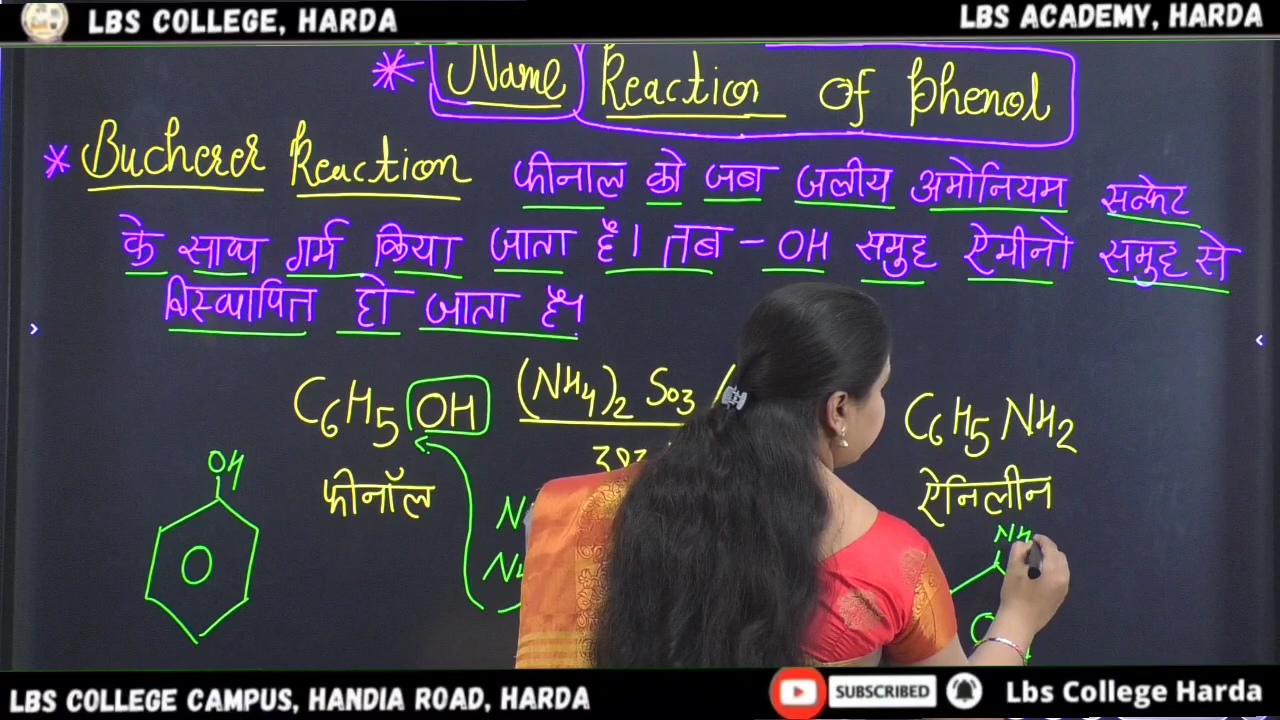 LBS COLLEGE, HARDA
LBS ACADEMY, HARDA
* Name Reaction of phenol
* Bucherer Reaction फीनाल को जब जलीय अमोनियम सल्फेट
के साथ गर्म किया जाता है। तब - OH समुह ऐमीनो समुह से
विस्थापित हो जाता है।
C6H5OH (NH4)2 SO3 / C6H5NH2
फीनॉल ऐनिलीन
OH
NH
LBS COLLEGE CAMPUS, HANDIA ROAD, HARDA
SUBSCRIBED
Lbs College Harda